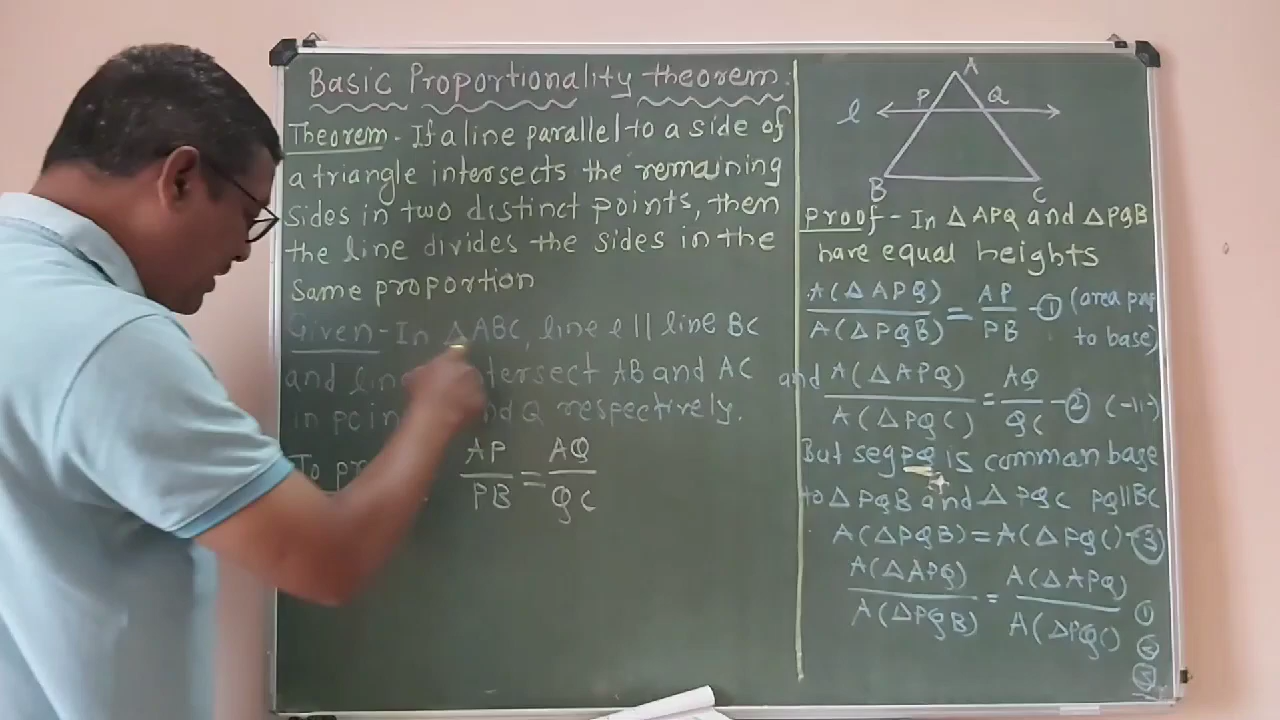 Basic Proportionality theorem.
Theorem - If a line parallel to a side of
a triangle intersects the remaining
sides in two distinct points, then
the line divides the sides in the
Same proportion
Given - In △ABC, line l || line BC
and AB and AC
in Q respectively.
To
AP/PB = AQ/QC
A
P Q
l
B C
Proof - In △APQ and △PQB
have equal heights
A(△APQ)/A(△PQB) = AP/PB - ① (area prop
to base)
and A(△APQ)/A(△PQC) = AQ/QC - ② (-11-)
But seg PQ is comman base
to △PQB and △PQC PQ||BC
A(△PQB) = A(△PQC) - ③
A(△APQ)/A(△PQB) = A(△APQ)/A(△PQC) ①
②
③